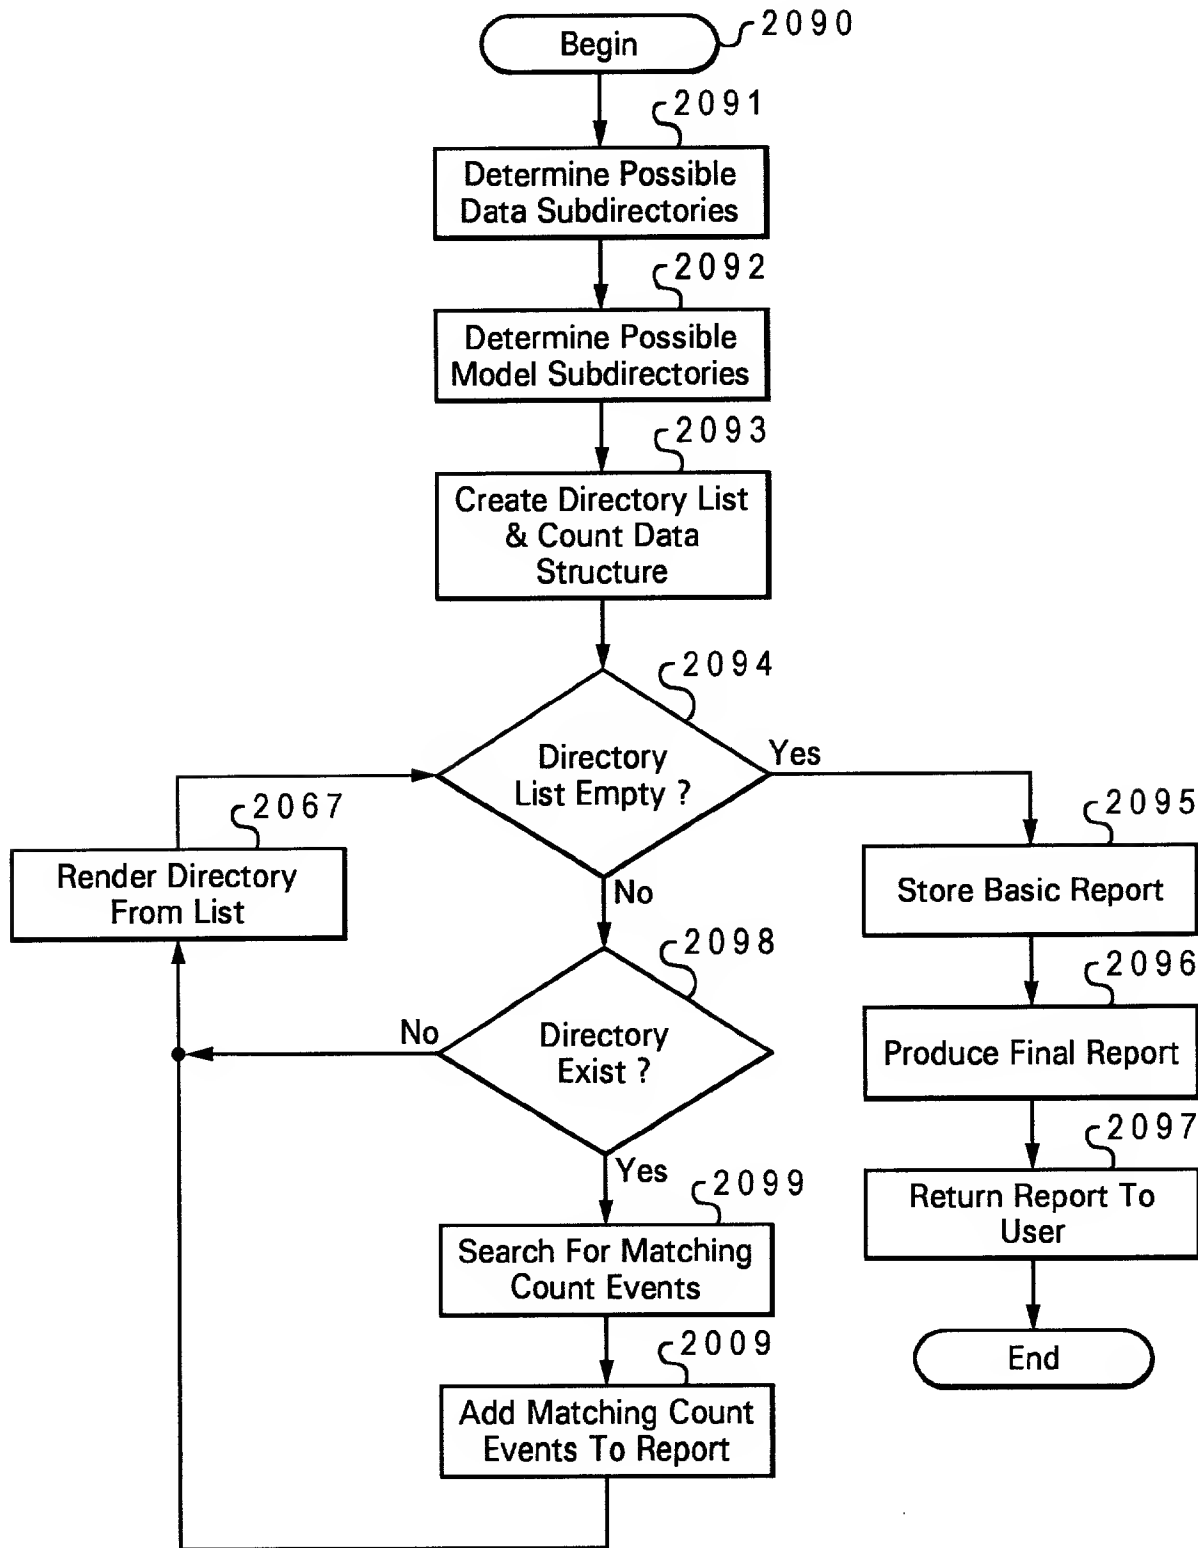 Begin
2090
2091
Determine Possible
Data Subdirectories
2092
Determine Possible
Model Subdirectories
2093
Create Directory List
& Count Data
Structure
2094
Directory
List Empty ?
Yes
No
2067
Render Directory
From List
2095
Store Basic Report
2096
Produce Final Report
2097
Return Report To
User
End
2098
Directory
Exist ?
No
Yes
2099
Search For Matching
Count Events
2009
Add Matching Count
Events To Report